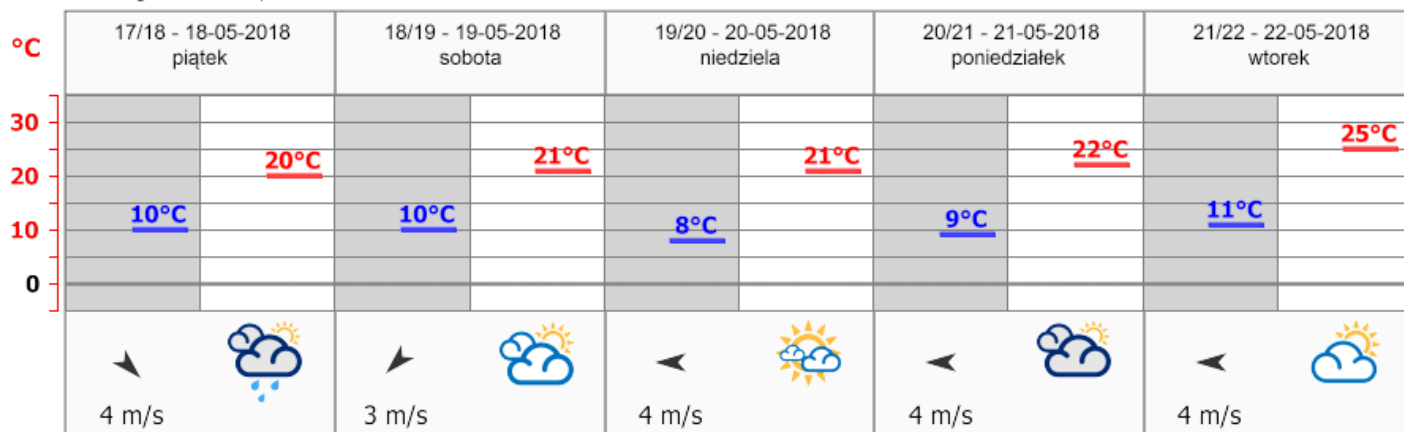 17/18 - 18-05-2018
piątek
18/19 - 19-05-2018
sobota
19/20 - 20-05-2018
niedziela
20/21 - 21-05-2018
poniedziałek
21/22 - 22-05-2018
wtorek
°C
30
20
10
0
10°C
20°C
10°C
21°C
8°C
21°C
9°C
22°C
11°C
25°C
4 m/s
3 m/s
4 m/s
4 m/s
4 m/s